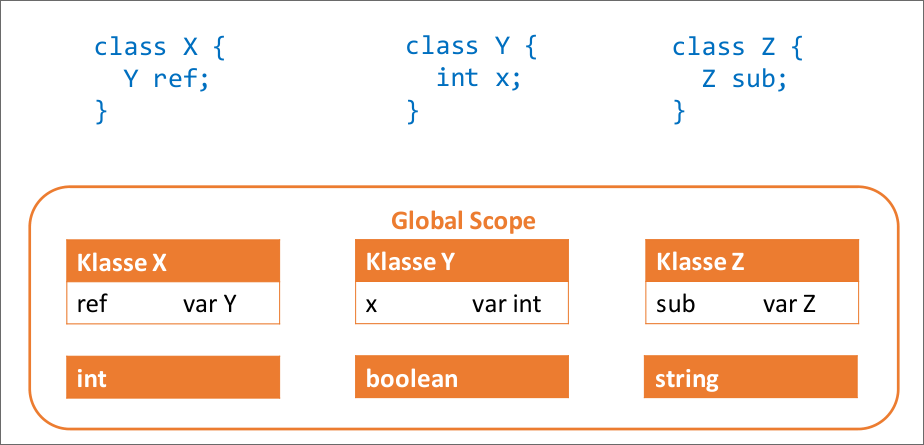 class X {
  Y ref;
}
class Y {
  int x;
}
class Z {
  Z sub;
}
Global Scope
Klasse X
ref var Y
Klasse Y
x var int
Klasse Z
sub var Z
int
boolean
string